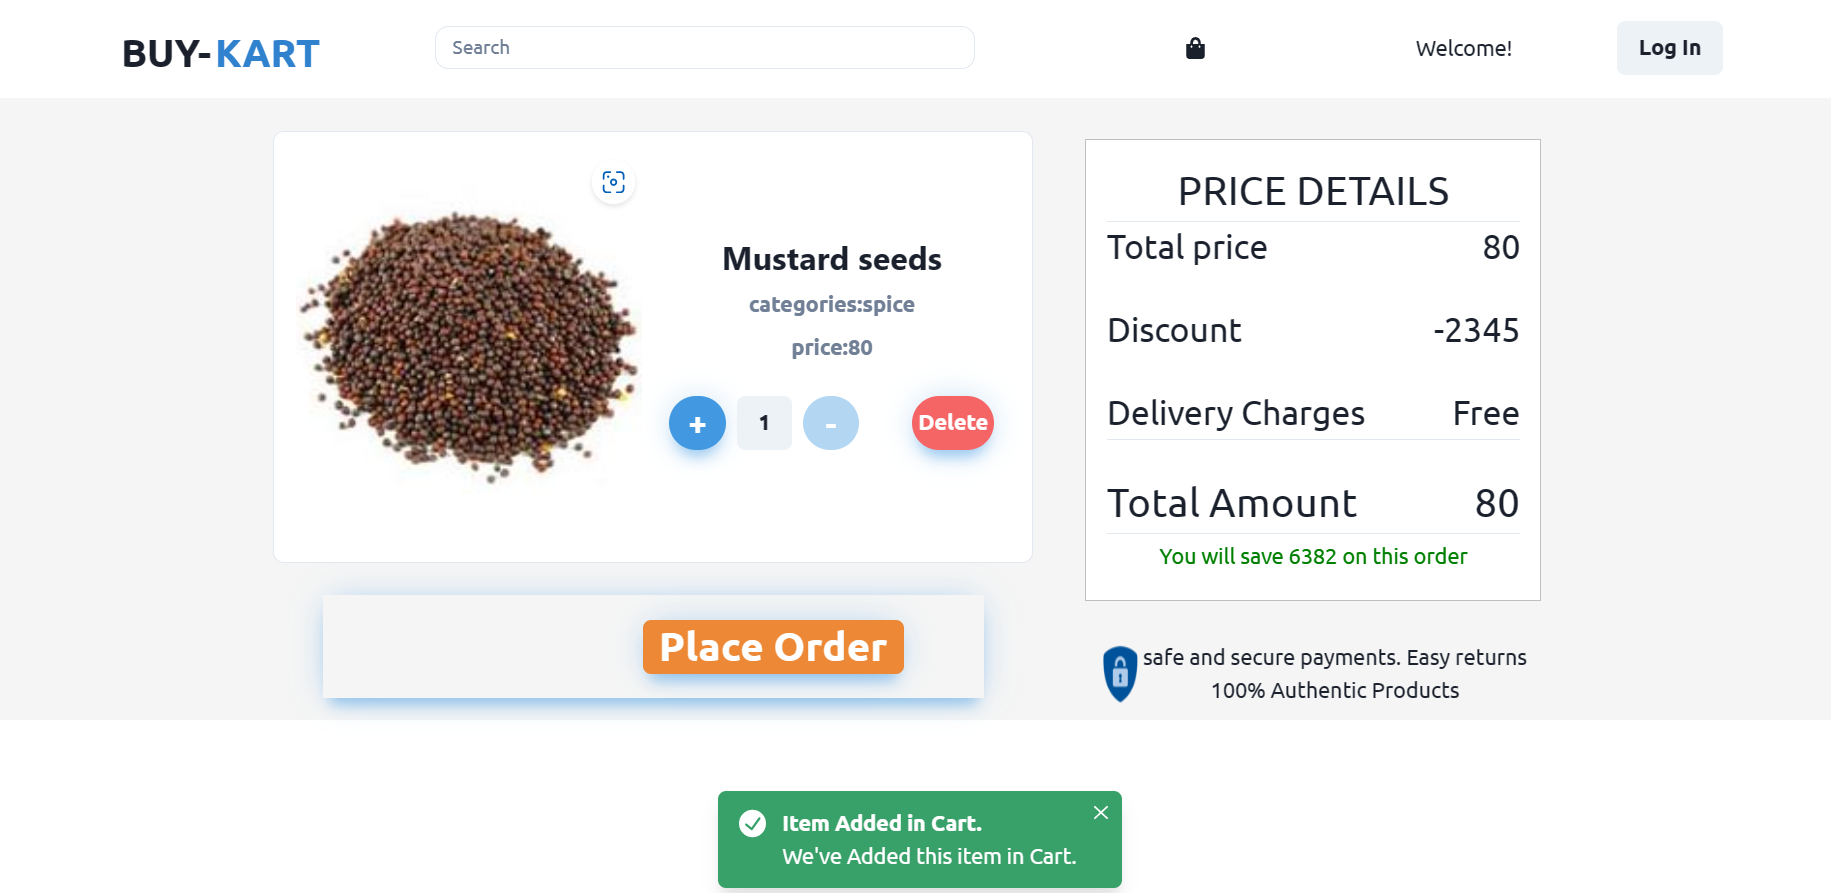 BUY-KART
Search
Welcome!
Log In
Mustard seeds
categories:spice
price:80
+ 1 - Delete
Place Order
PRICE DETAILS
Total price 80
Discount -2345
Delivery Charges Free
Total Amount 80
You will save 6382 on this order
safe and secure payments. Easy returns
100% Authentic Products
Item Added in Cart.
We've Added this item in Cart.